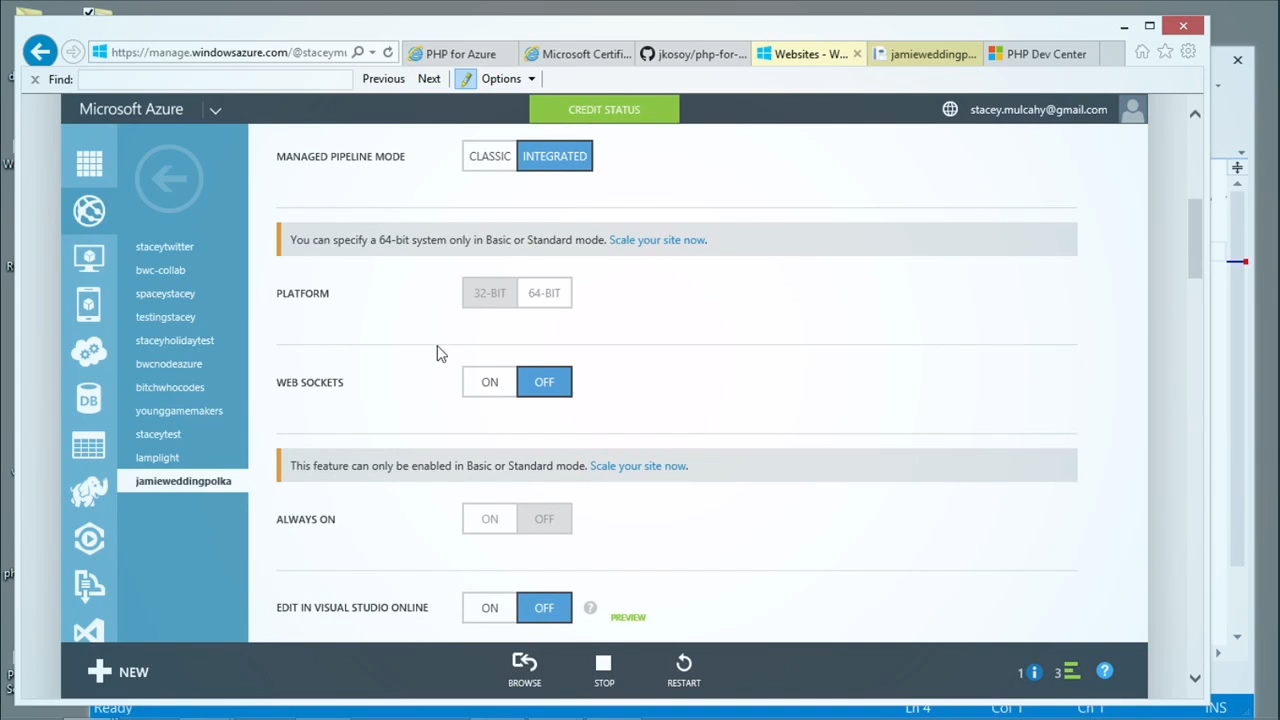 https://manage.windowsazure.com/@staceymu
PHP for Azure
Microsoft Certifi...
jkosoy/php-for-
Websites - W...
jamieweddingp...
PHP Dev Center
Find:
Previous
Next
Options
Microsoft Azure
CREDIT STATUS
stacey.mulcahy@gmail.com
MANAGED PIPELINE MODE
CLASSIC
INTEGRATED
You can specify a 64-bit system only in Basic or Standard mode. Scale your site now.
PLATFORM
32-BIT
64-BIT
WEB SOCKETS
ON
OFF
This feature can only be enabled in Basic or Standard mode. Scale your site now.
ALWAYS ON
ON
OFF
EDIT IN VISUAL STUDIO ONLINE
ON
OFF
?
PREVIEW
staceytwitter
bwc-collab
spaceystacey
testingstacey
staceyholidaytest
bwcnodeazure
bitchwhocodes
younggamemakers
staceytest
lamplight
jamieweddingpolka
DB
NEW
BROWSE
STOP
RESTART
1
3
?
Ready
Ln 4
Col 1
Ch 1
INS